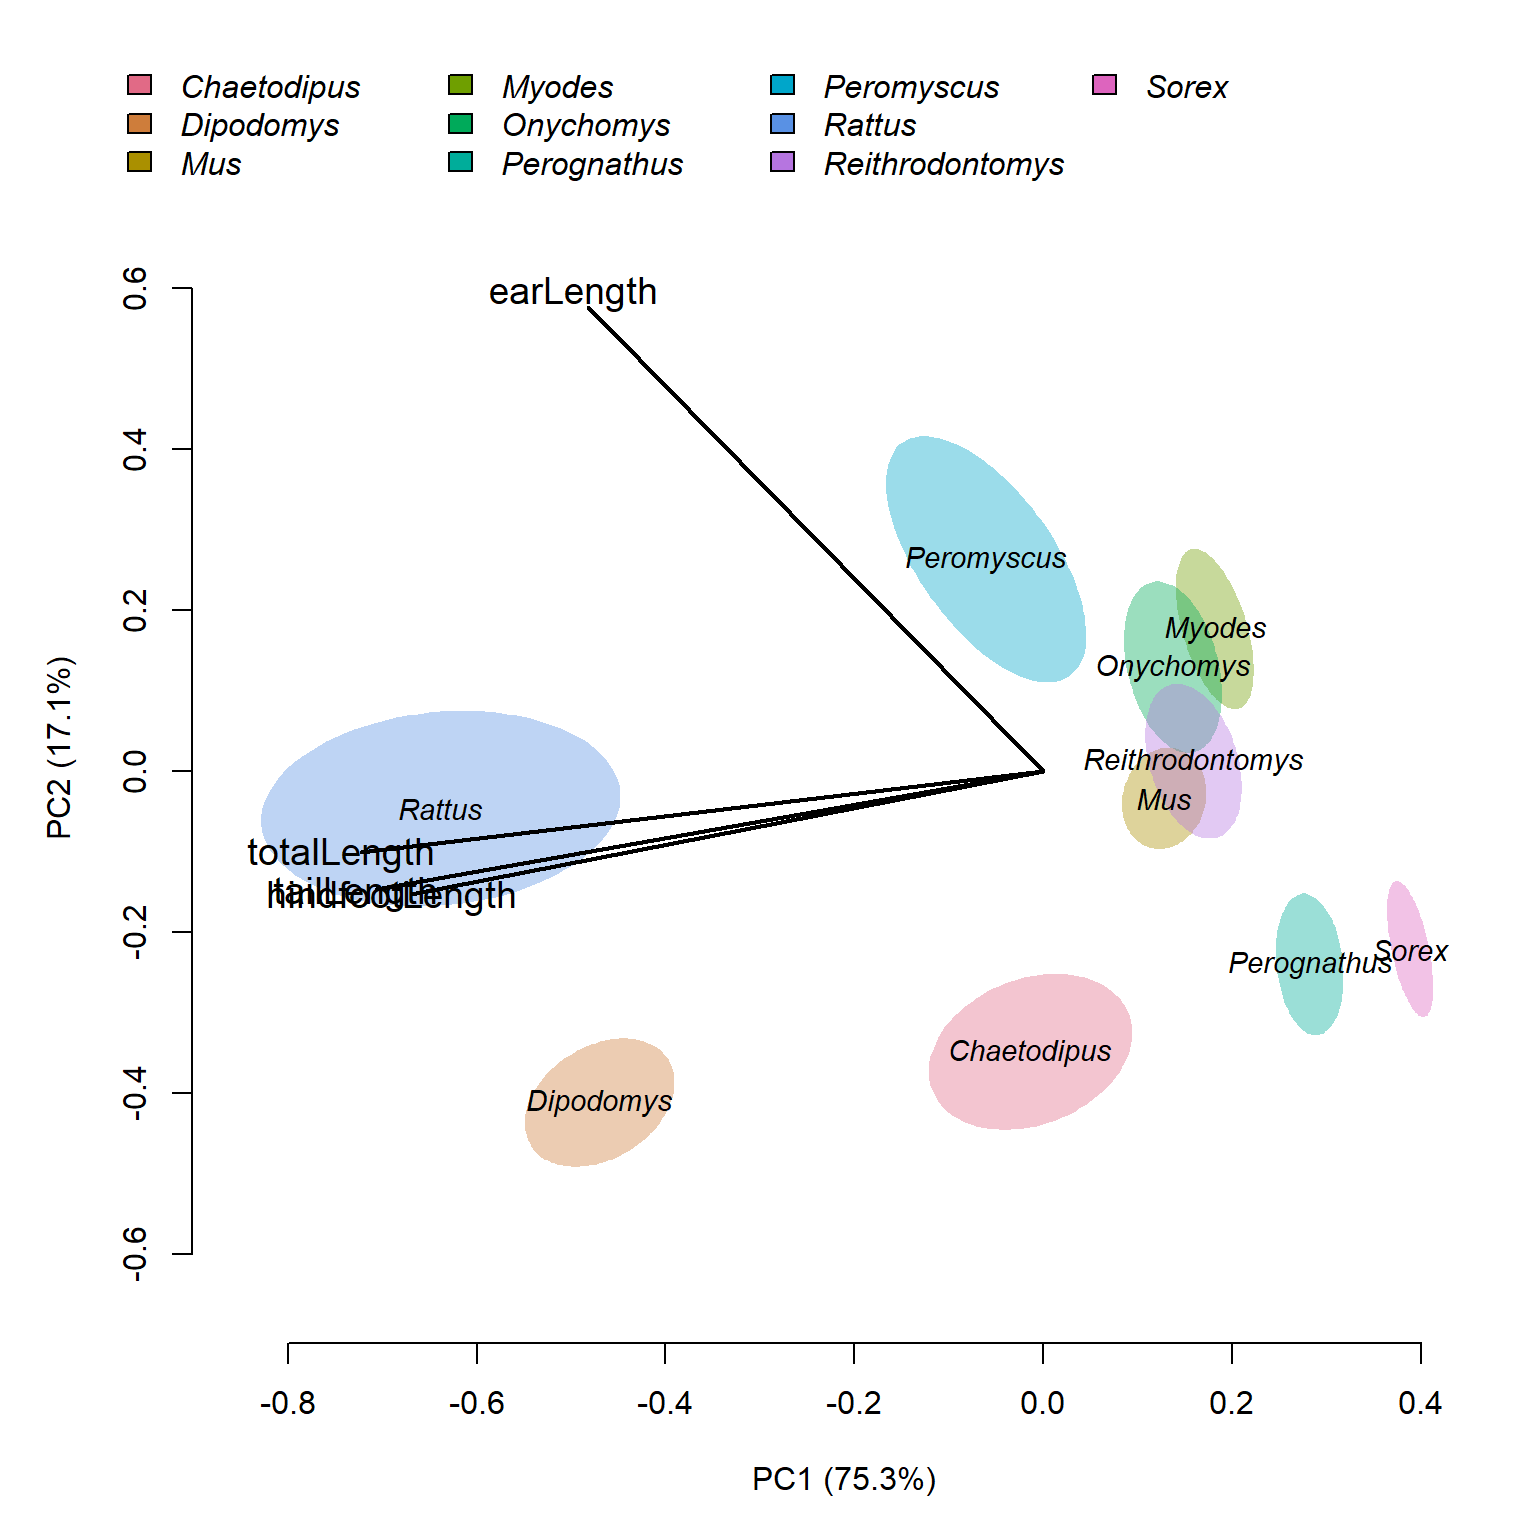 Chaetodipus Myodes Peromyscus Sorex
Dipodomys Onychomys Rattus
Mus Perognathus Reithrodontomys
0.6
earLength
0.4
Peromyscus
0.2
Myodes
Onychomys
PC2 (17.1%)
0.0
Reithrodontomys
Mus
Rattus
totalLength
tailLength
hindfootLength
-0.2
Sorex
Perognathus
Chaetodipus
-0.4
Dipodomys
-0.6
-0.8 -0.6 -0.4 -0.2 0.0 0.2 0.4
PC1 (75.3%)